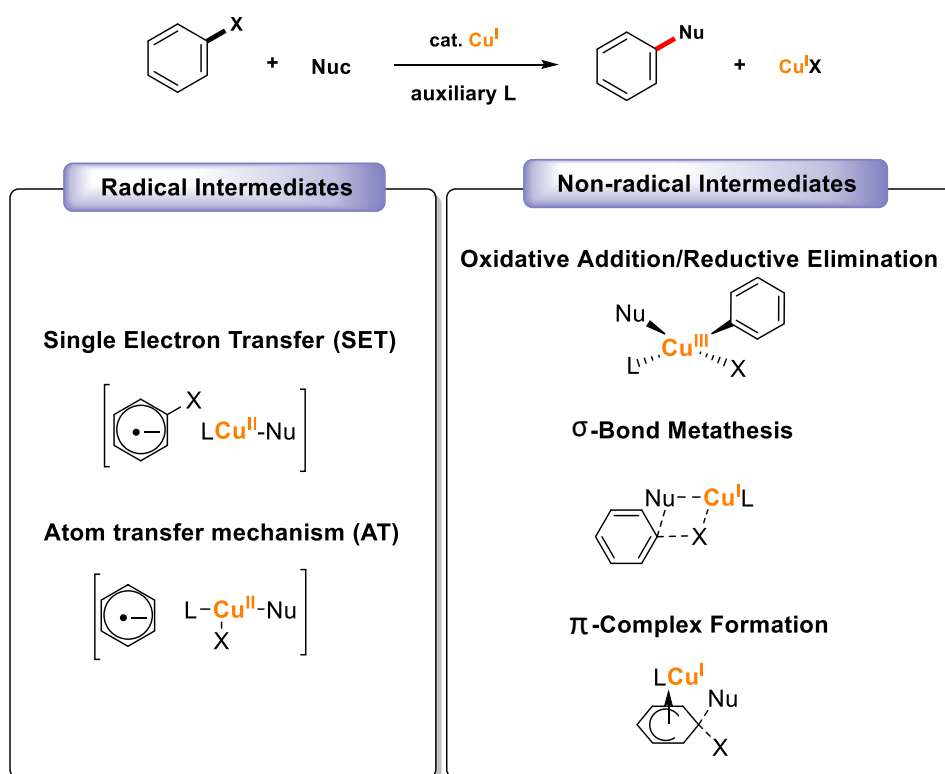 X
cat. Cu^I
+ Nuc
auxiliary L
Nu
+ Cu^IX
Radical Intermediates
Single Electron Transfer (SET)
X
LCu^II-Nu
Atom transfer mechanism (AT)
L-Cu^II-Nu
X
Non-radical Intermediates
Oxidative Addition/Reductive Elimination
Nu
Cu^III
L
X
σ-Bond Metathesis
Nu Cu^IL
X
π-Complex Formation
LCu^I
Nu
X